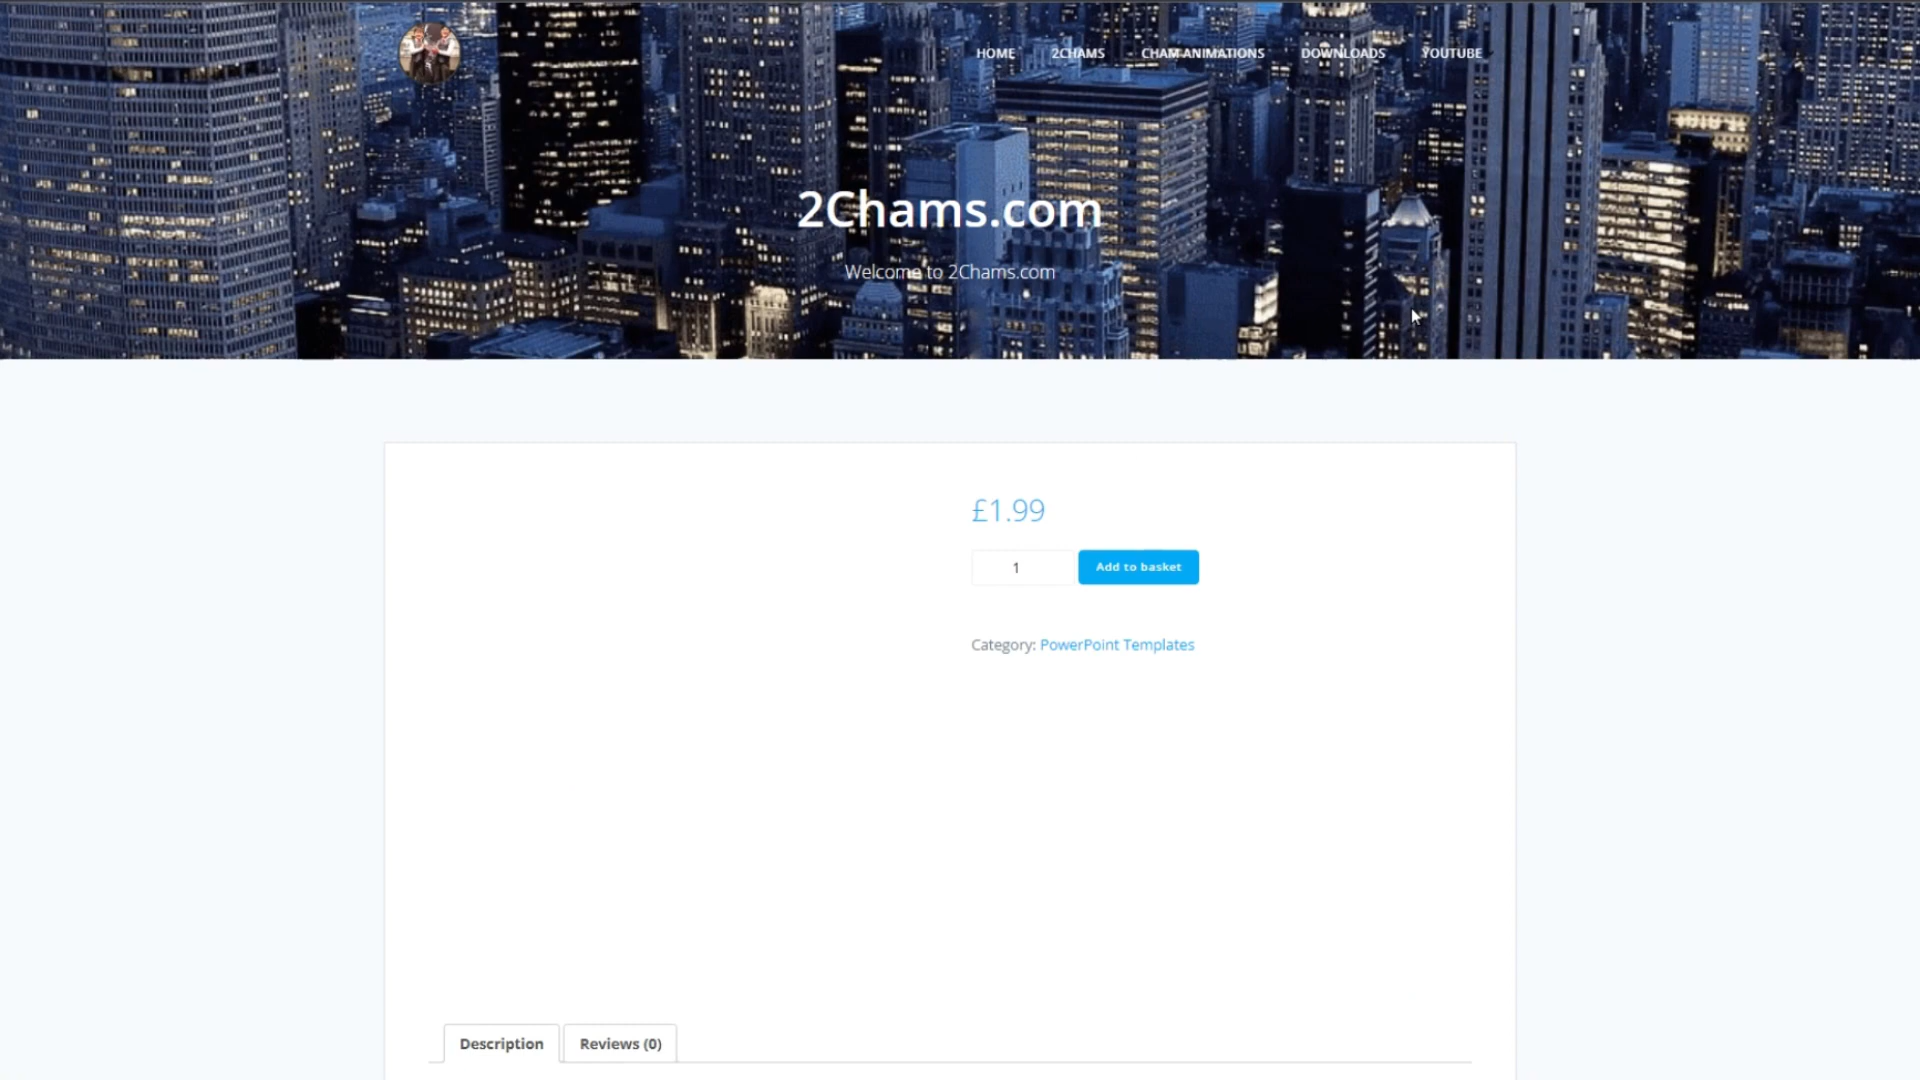 HOME 2CHAMS CHAM ANIMATIONS DOWNLOADS YOUTUBE
2Chams.com
Welcome to 2Chams.com
£1.99
1 Add to basket
Category: PowerPoint Templates
Description Reviews (0)